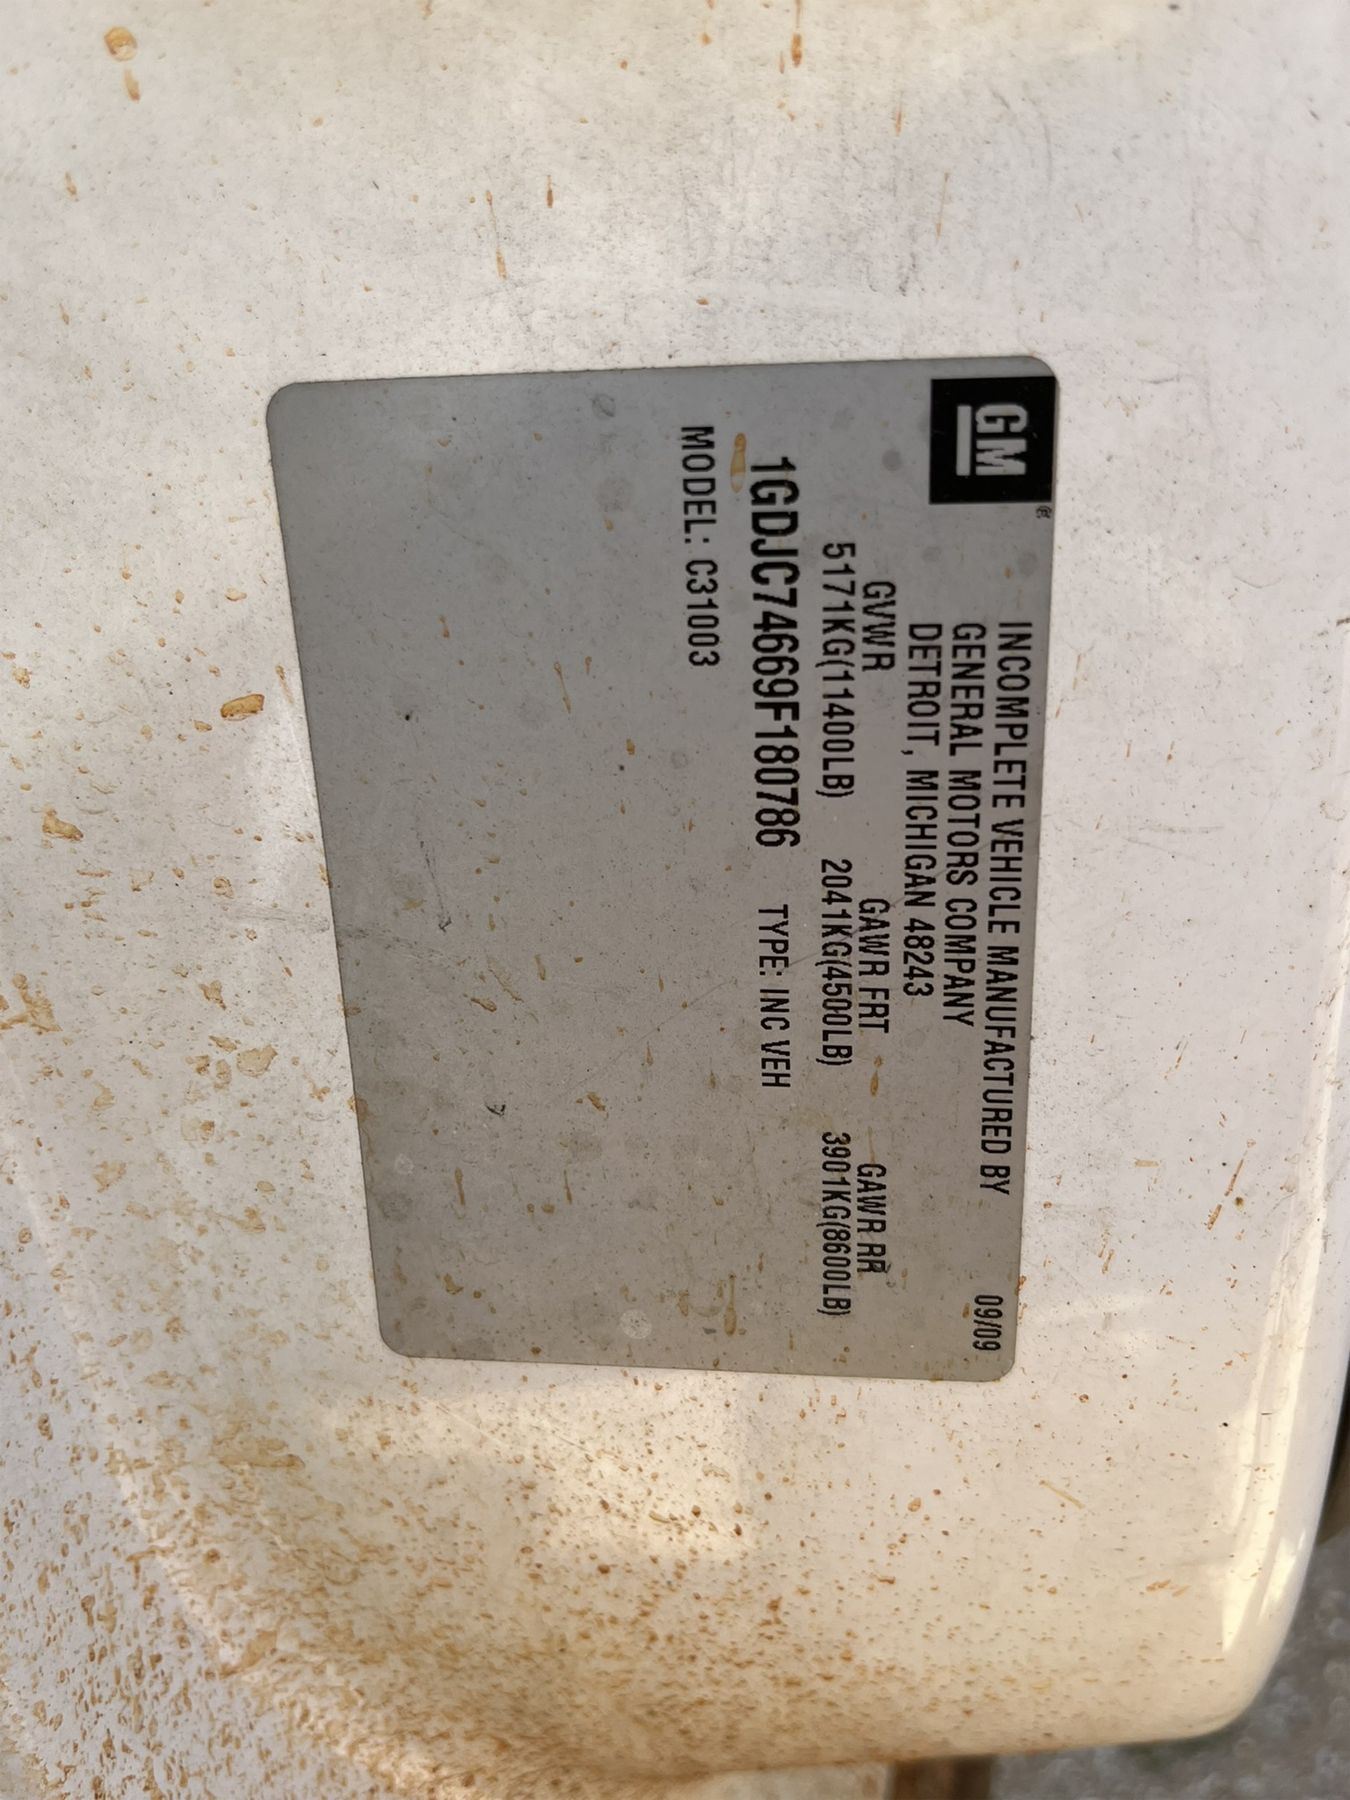 GM®
INCOMPLETE VEHICLE MANUFACTURED BY 09/09
GENERAL MOTORS COMPANY
DETROIT, MICHIGAN 48243
GVWR GAWR FRT GAWR RR
5171KG(11400LB) 2041KG(4500LB) 3901KG(8600LB)
1GDJC74669F180786 TYPE: INC VEH
MODEL: C31003